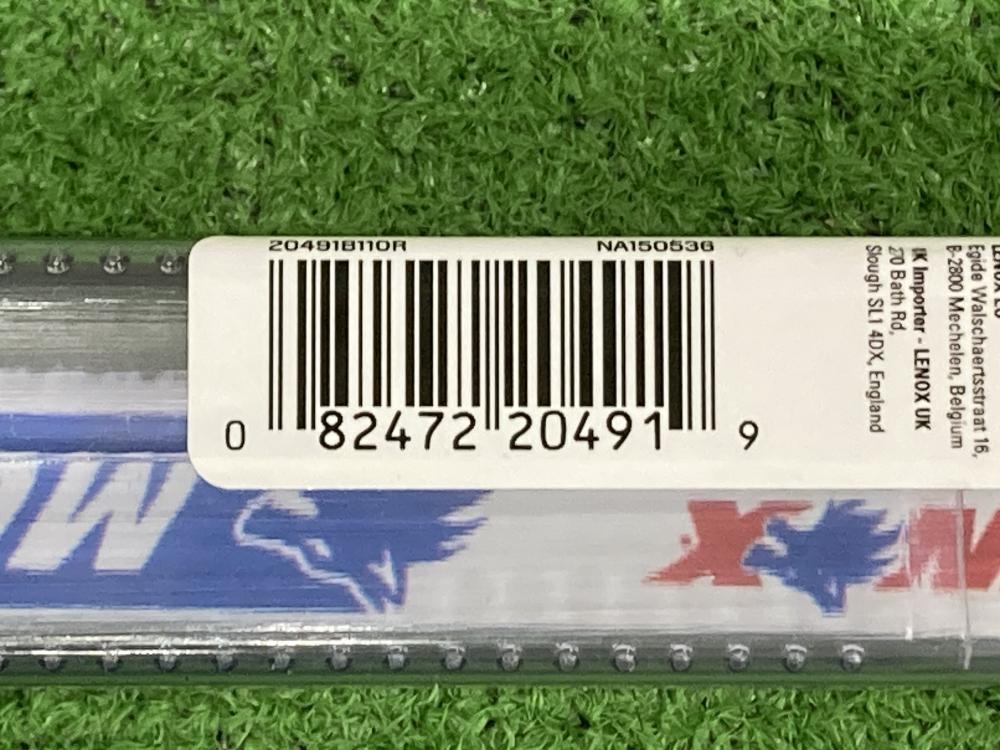 20491B110R NA150536
0 82472 20491 9
Egide Walschaertsstraat 16,
B-2800 Mechelen, Belgium
UK Importer - LENOX UK
270 Bath Rd,
Slough SL1 4DX, England